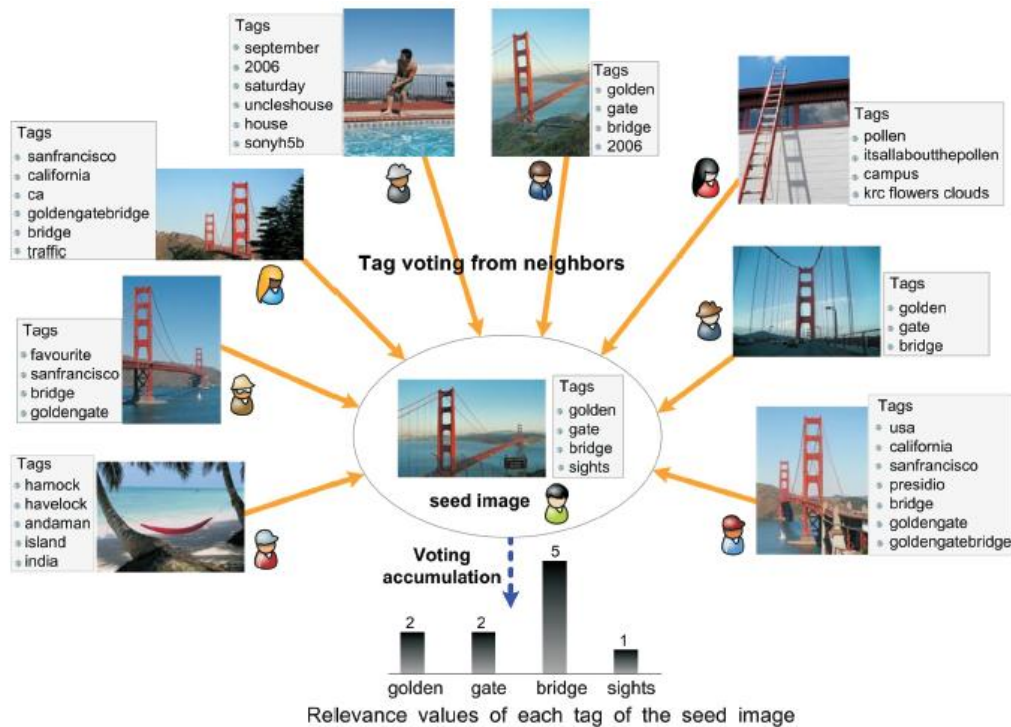 Tags
september
2006
saturday
uncleshouse
house
sonyh5b
Tags
golden
gate
bridge
2006
Tags
pollen
itsallaboutthepollen
campus
krc flowers clouds
Tags
sanfrancisco
california
ca
goldengatebridge
bridge
traffic
Tag voting from neighbors
Tags
golden
gate
bridge
Tags
favourite
sanfrancisco
bridge
goldengate
Tags
golden
gate
bridge
sights
seed image
Tags
usa
california
sanfrancisco
presidio
bridge
goldengate
goldengatebridge
Tags
hamock
havelock
andaman
island
india
Voting
accumulation
5
2
2
1
golden
gate
bridge
sights
Relevance values of each tag of the seed image